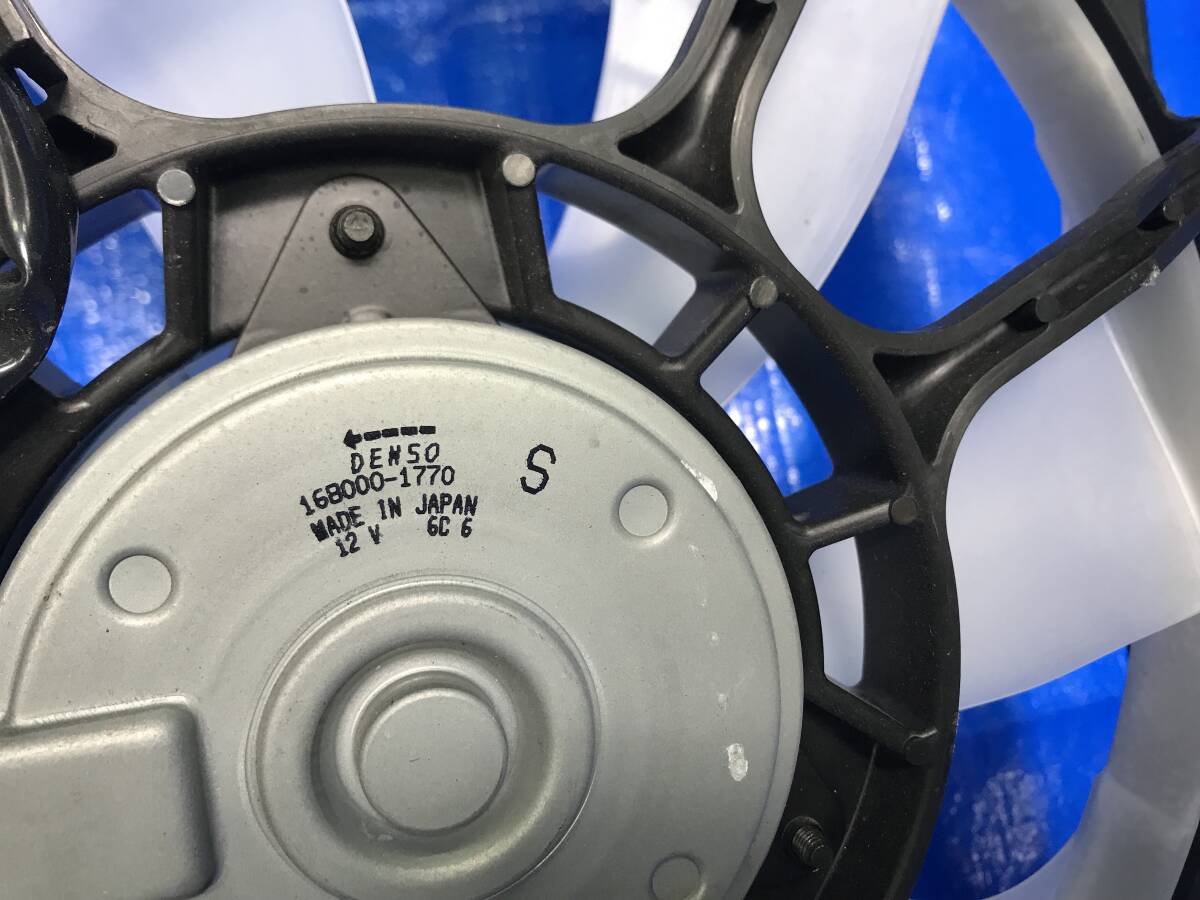 DENSO
168000-1770
MADE IN JAPAN
12 V 6C 6
S